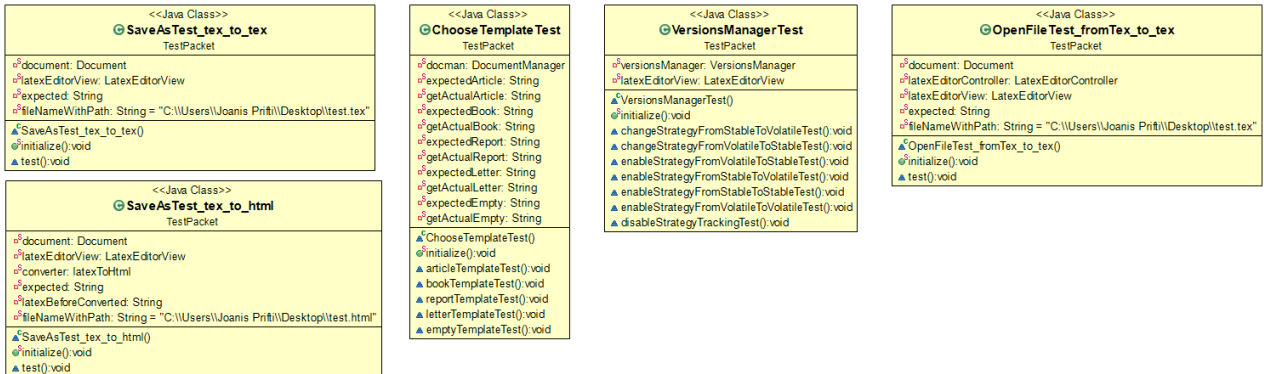 <<Java Class>>
SaveAsTest_tex_to_tex
TestPacket
document: Document
latexEditorView: LatexEditorView
expected: String
fileNameWithPath: String = "C:\\Users\\Joanis Prifti\\Desktop\\test.tex"
SaveAsTest_tex_to_tex()
initialize():void
test():void
<<Java Class>>
SaveAsTest_tex_to_html
TestPacket
document: Document
latexEditorView: LatexEditorView
converter: latexToHtml
expected: String
latexBeforeConverted: String
fileNameWithPath: String = "C:\\Users\\Joanis Prifti\\Desktop\\test.html"
SaveAsTest_tex_to_html()
initialize():void
test():void
<<Java Class>>
ChooseTemplateTest
TestPacket
docman: DocumentManager
expectedArticle: String
getActualArticle: String
expectedBook: String
getActualBook: String
expectedReport: String
getActualReport: String
expectedLetter: String
getActualLetter: String
expectedEmpty: String
getActualEmpty: String
ChooseTemplateTest()
initialize():void
articleTemplateTest():void
bookTemplateTest():void
reportTemplateTest():void
letterTemplateTest():void
emptyTemplateTest():void
<<Java Class>>
VersionsManagerTest
TestPacket
versionsManager: VersionsManager
latexEditorView: LatexEditorView
VersionsManagerTest()
initialize():void
changeStrategyFromStableToVolatileTest():void
changeStrategyFromVolatileToStableTest():void
enableStrategyFromVolatileToStableTest():void
enableStrategyFromStableToVolatileTest():void
enableStrategyFromStableToStableTest():void
enableStrategyFromVolatileToVolatileTest():void
disableStrategyTrackingTest():void
<<Java Class>>
OpenFileTest_fromTex_to_tex
TestPacket
document: Document
latexEditorController: LatexEditorController
latexEditorView: LatexEditorView
expected: String
fileNameWithPath: String = "C:\\Users\\Joanis Prifti\\Desktop\\test.tex"
OpenFileTest_fromTex_to_tex()
initialize():void
test():void